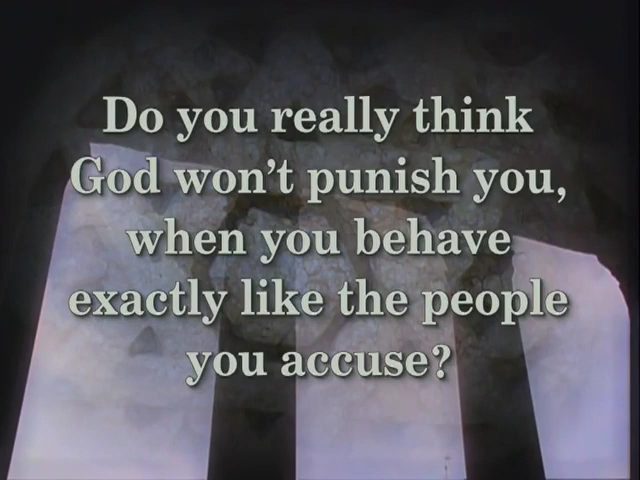 Do you really think
God won't punish you,
when you behave
exactly like the people
you accuse?